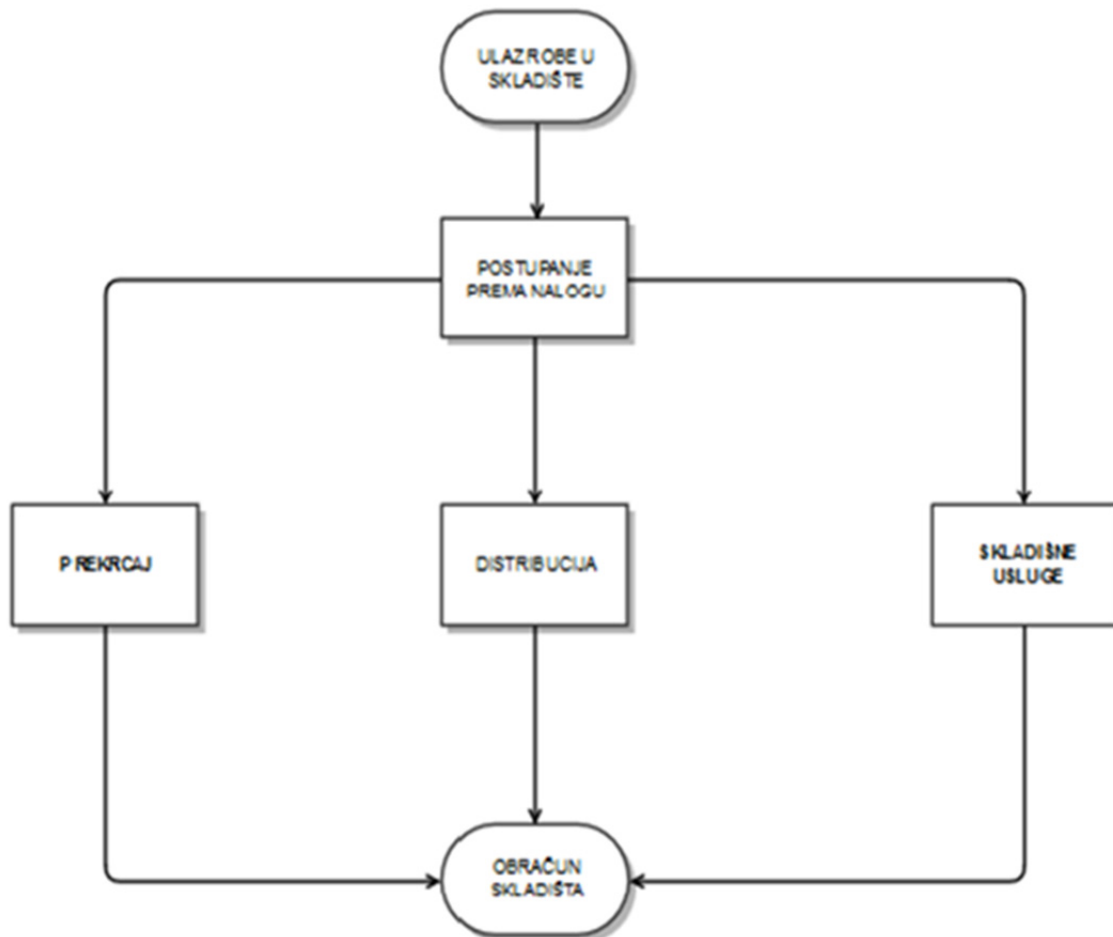 ULAZ ROBE U
SKLADIŠTE
POSTUPANJE
PREMA NALOGU
PREKRCAJ
DISTRIBUCIJA
SKLADIŠNE
USLUGE
OBRAČUN
SKLADIŠTA